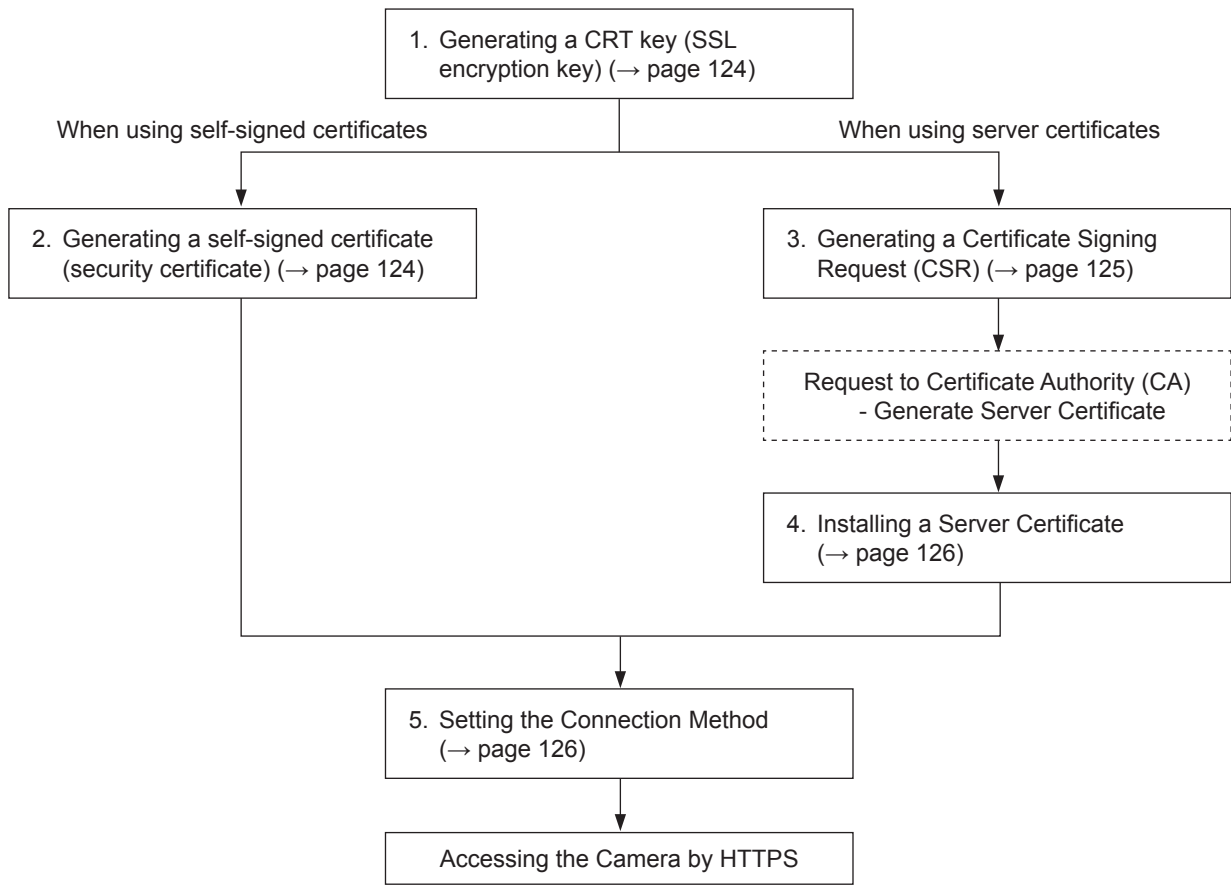 1. Generating a CRT key (SSL
encryption key) (→ page 124)
When using self-signed certificates
When using server certificates
2. Generating a self-signed certificate
(security certificate) (→ page 124)
3. Generating a Certificate Signing
Request (CSR) (→ page 125)
Request to Certificate Authority (CA)
- Generate Server Certificate
4. Installing a Server Certificate
(→ page 126)
5. Setting the Connection Method
(→ page 126)
Accessing the Camera by HTTPS